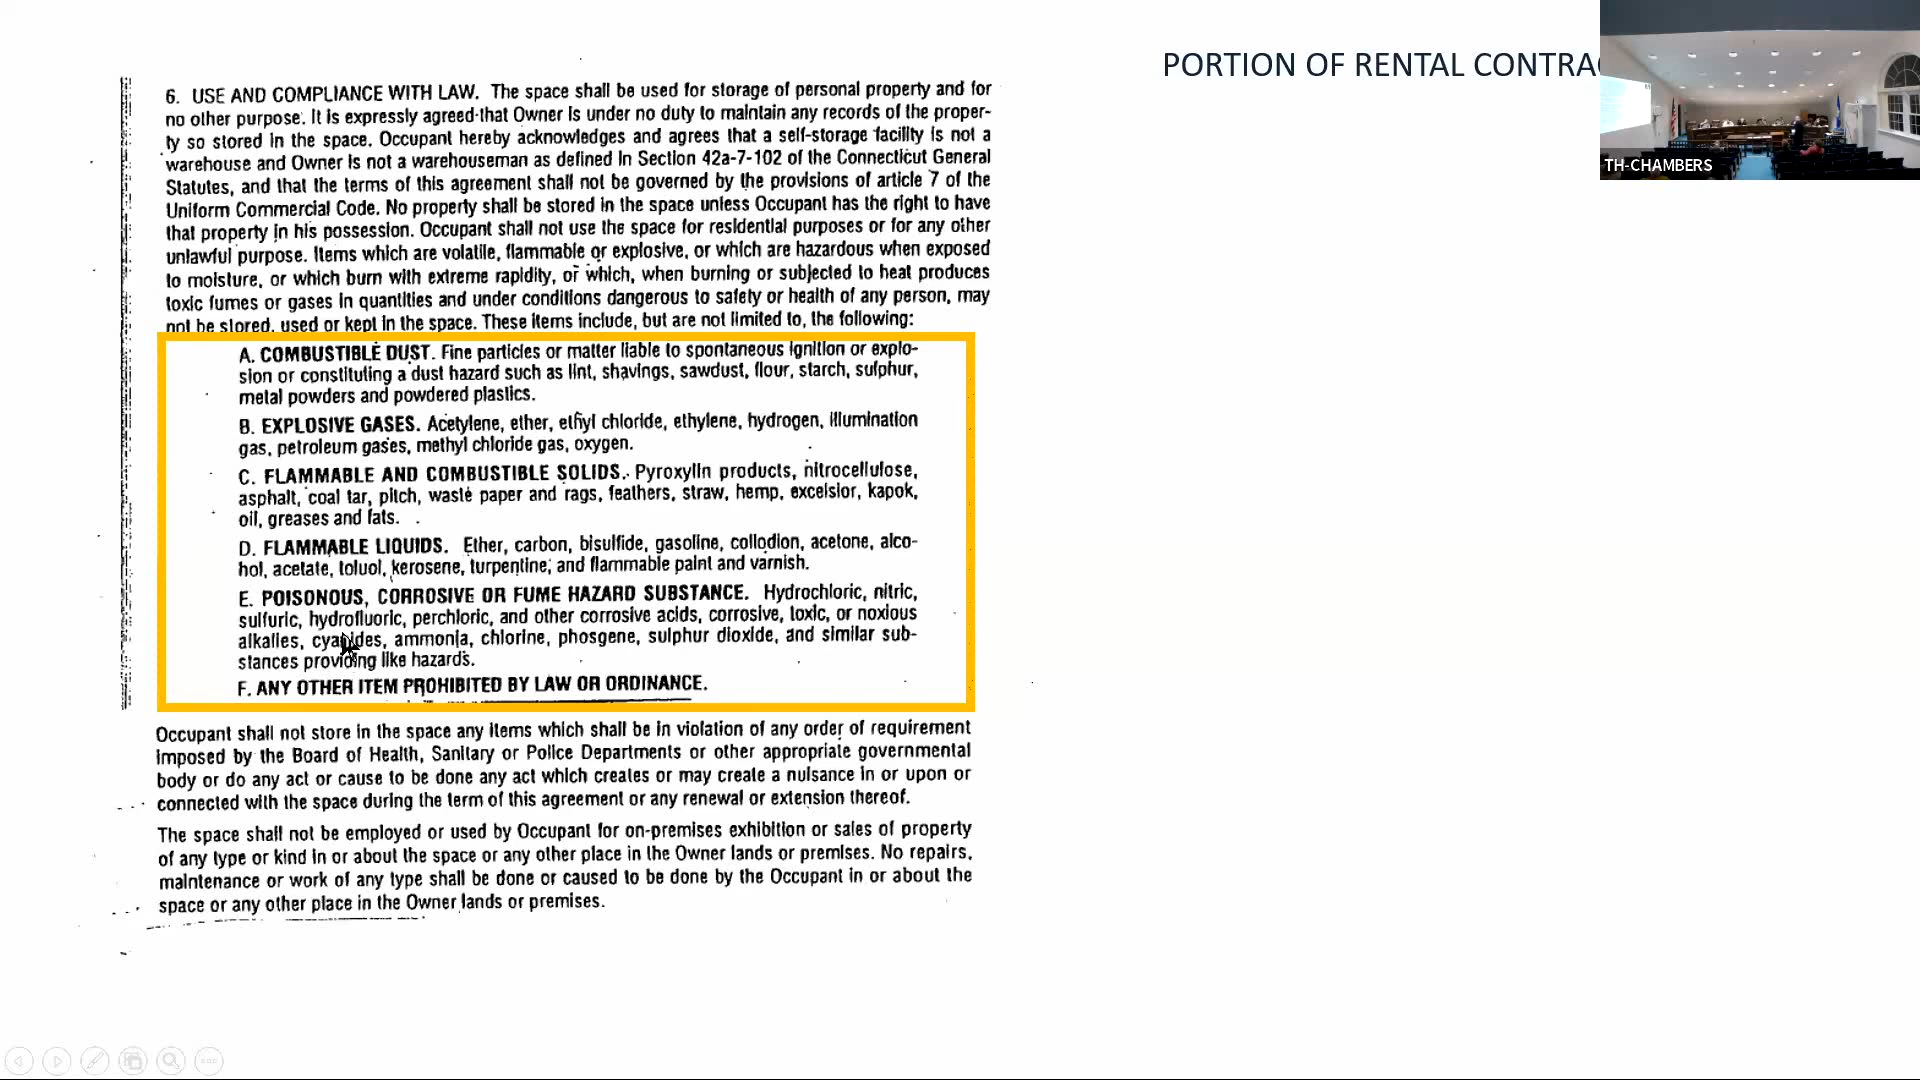 PORTION OF RENTAL CONTRA
TH-CHAMBERS
6. USE AND COMPLIANCE WITH LAW. The space shall be used for storage of personal property and for
no other purpose. It is expressly agreed that Owner is under no duty to maintain any records of the proper-
ty so stored in the space. Occupant hereby acknowledges and agrees that a self-storage facility is not a
warehouse and Owner is not a warehouseman as defined in Section 42a-7-102 of the Connecticut General
Statutes, and that the terms of this agreement shall not be governed by the provisions of article 7 of the
Uniform Commercial Code. No property shall be stored in the space unless Occupant has the right to have
that property in his possession. Occupant shall not use the space for residential purposes or for any other
unlawful purpose. Items which are volatile, flammable or explosive, or which are hazardous when exposed
to moisture, or which burn with extreme rapidity, or which, when burning or subjected to heat produces
toxic fumes or gases in quantities and under conditions dangerous to safety or health of any person, may
not be stored, used or kept in the space. These items include, but are not limited to, the following:
A. COMBUSTIBLE DUST. Fine particles or matter liable to spontaneous ignition or explo-
sion or constituting a dust hazard such as lint, shavings, sawdust, flour, starch, sulphur,
metal powders and powdered plastics.
B. EXPLOSIVE GASES. Acetylene, ether, ethyl chloride, ethylene, hydrogen, illumination
gas, petroleum gases, methyl chloride gas, oxygen.
C. FLAMMABLE AND COMBUSTIBLE SOLIDS. Pyroxylin products, nitrocellulose,
asphalt, coal tar, pitch, waste paper and rags, feathers, straw, hemp, excelsior, kapok,
oil, greases and fats.
D. FLAMMABLE LIQUIDS. Ether, carbon, bisulfide, gasoline, collodion, acetone, alco-
hol, acetate, toluol, kerosene, turpentine; and flammable paint and varnish.
E. POISONOUS, CORROSIVE OR FUME HAZARD SUBSTANCE. Hydrochloric, nitric,
sulfuric, hydrofluoric, perchloric, and other corrosive acids, corrosive, toxic, or noxious
alkalies, cyanides, ammonia, chlorine, phosgene, sulphur dioxide, and similar sub-
stances providing like hazards.
F. ANY OTHER ITEM PROHIBITED BY LAW OR ORDINANCE.
Occupant shall not store in the space any items which shall be in violation of any order of requirement
imposed by the Board of Health, Sanitary or Police Departments or other appropriate governmental
body or do any act or cause to be done any act which creates or may create a nuisance in or upon or
connected with the space during the term of this agreement or any renewal or extension thereof.
The space shall not be employed or used by Occupant for on-premises exhibition or sales of property
of any type or kind in or about the space or any other place in the Owner lands or premises. No repairs,
maintenance or work of any type shall be done or caused to be done by the Occupant in or about the
space or any other place in the Owner lands or premises.